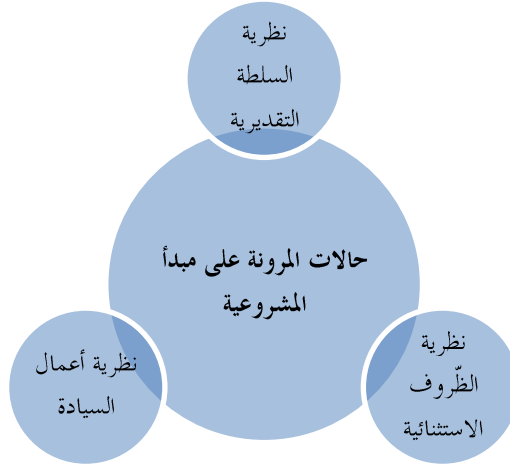 نظرية
السلطة
التقديرية
حالات المرونة على مبدأ
المشروعية
نظرية
الظّروف
الاستثنائية
نظرية أعمال
السيادة